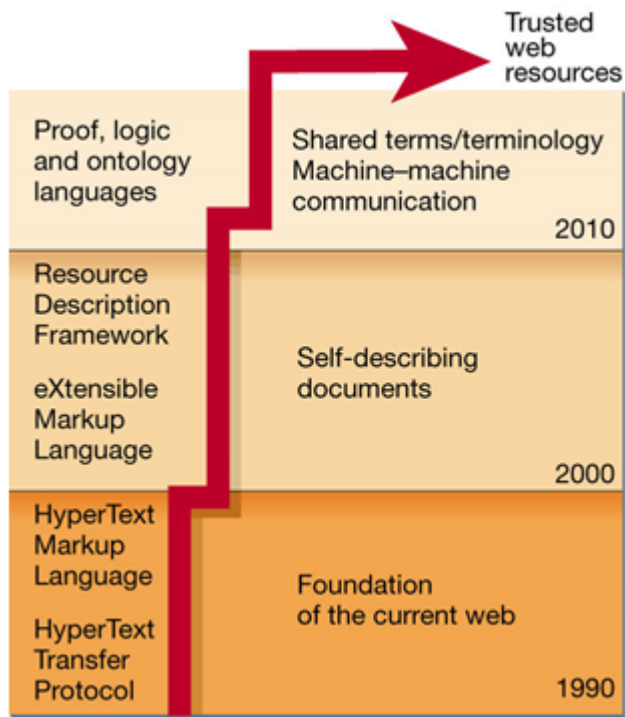 Trusted
web
resources
Proof, logic
and ontology
languages
Shared terms/terminology
Machine–machine
communication
2010
Resource
Description
Framework
eXtensible
Markup
Language
Self-describing
documents
2000
HyperText
Markup
Language
HyperText
Transfer
Protocol
Foundation
of the current web
1990